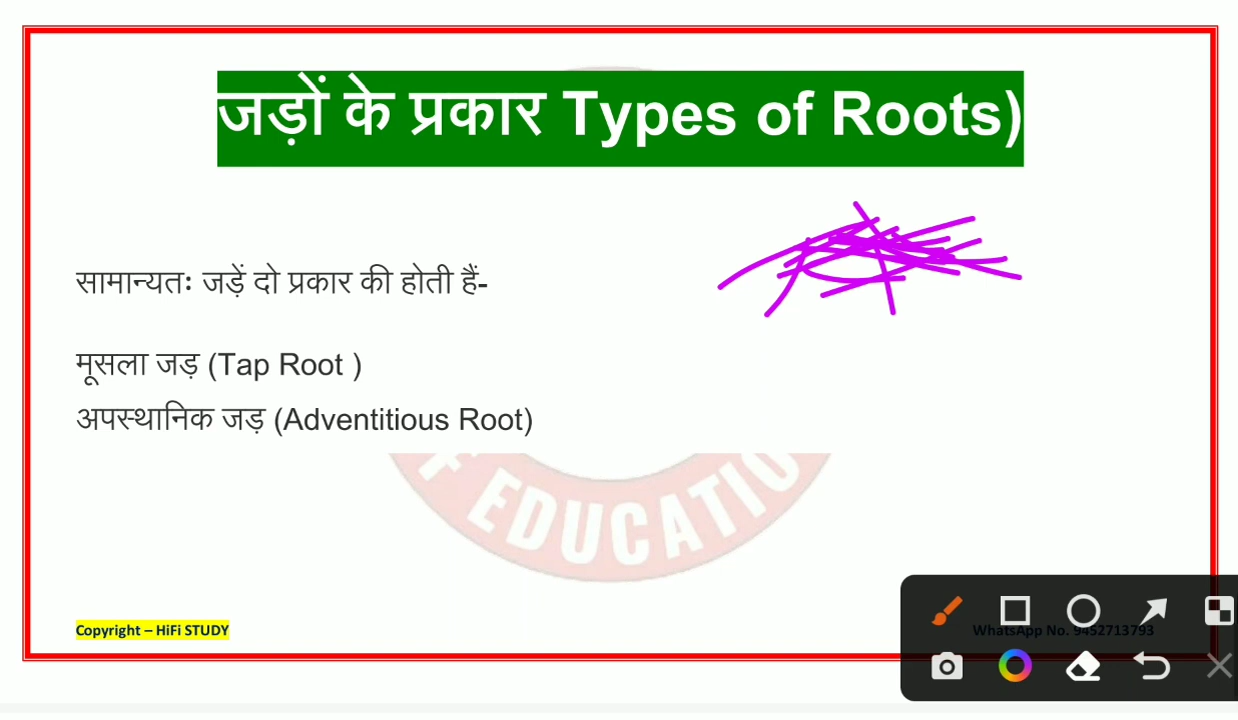 जड़ों के प्रकार Types of Roots)
सामान्यतः जड़ें दो प्रकार की होती हैं-
मूसला जड़ (Tap Root )
अपस्थानिक जड़ (Adventitious Root)
F EDUCATIO
Copyright – HiFi STUDY
WhatsApp No. 9452713793